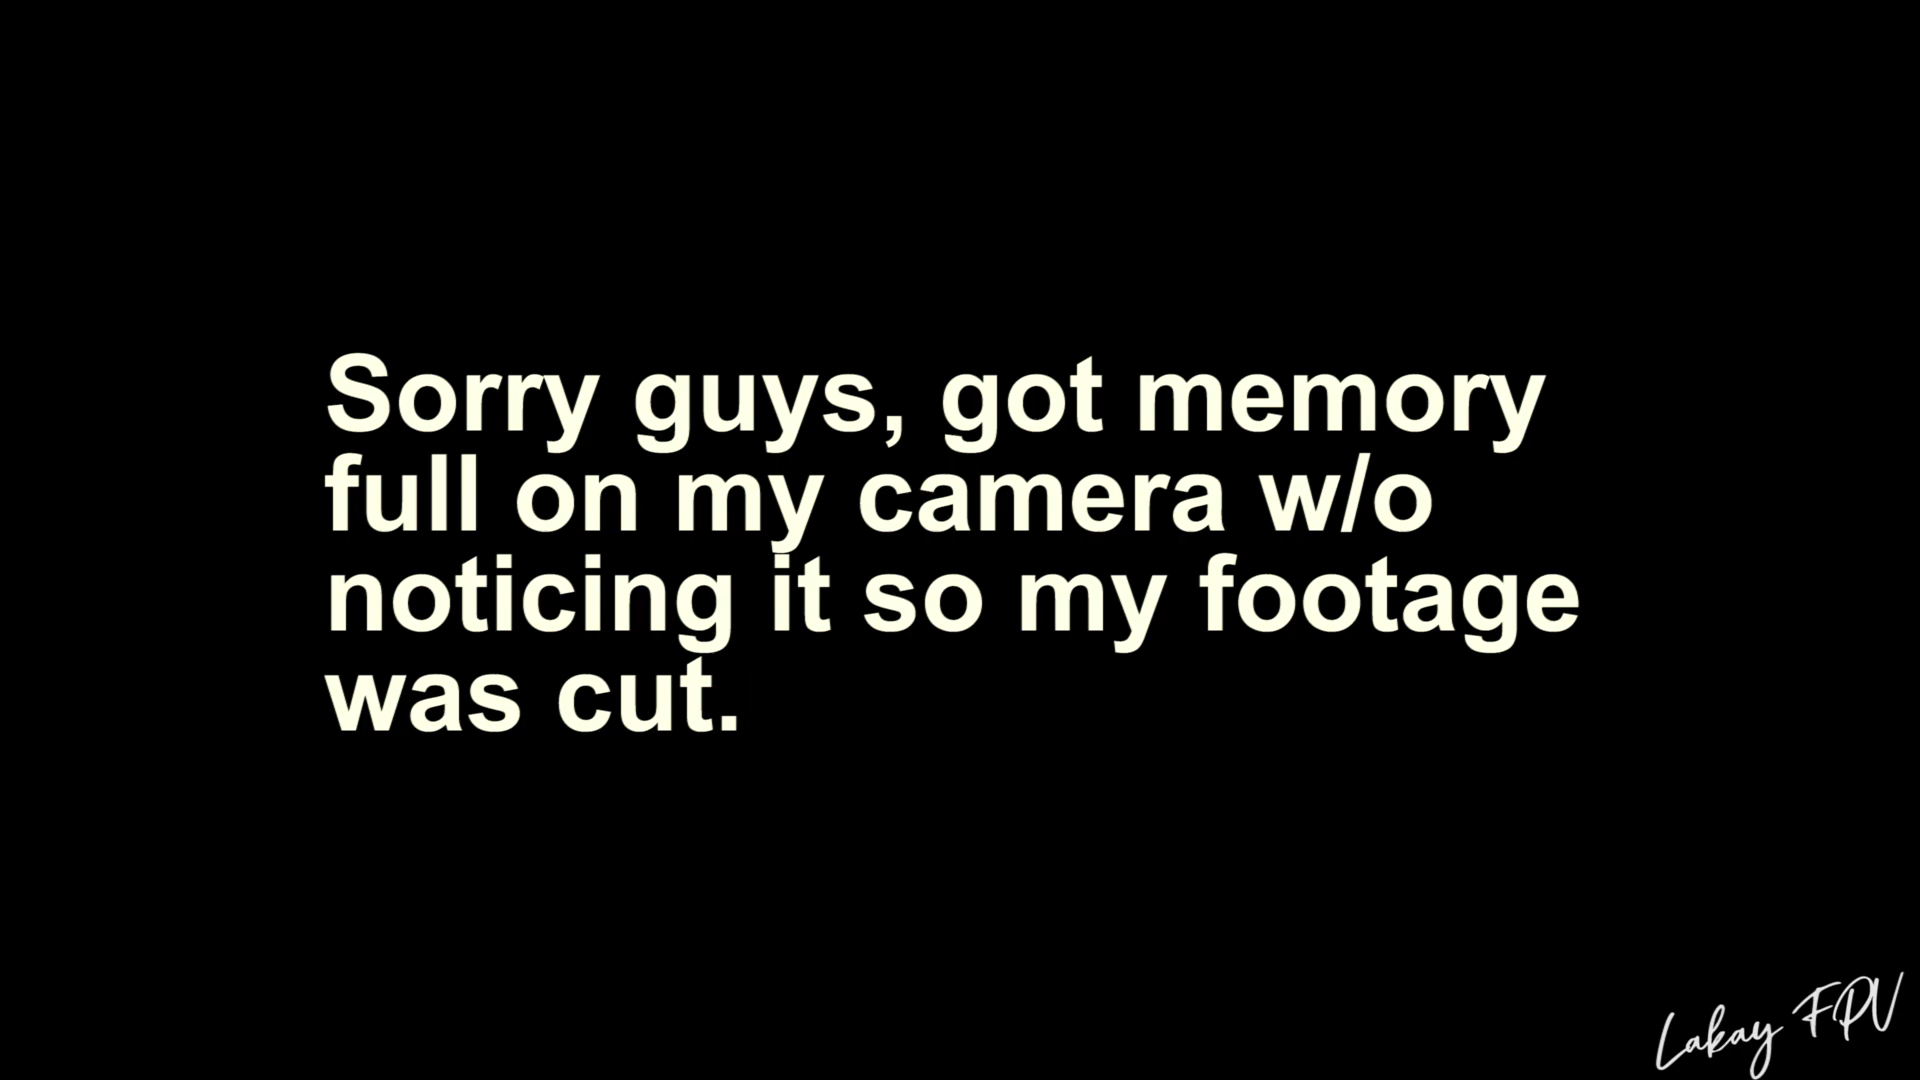 Sorry guys, got memory
full on my camera w/o
noticing it so my footage
was cut.
Lakay FPV